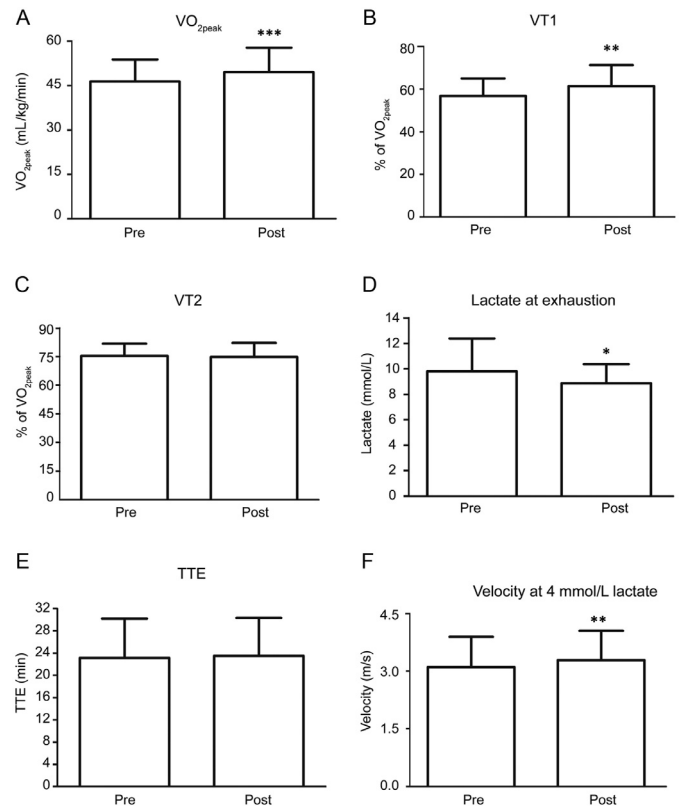 A
VO2peak
VO2peak (mL/kg/min)
60
45
30
15
0
***
Pre
Post
B
VT1
% of VO2peak
80
60
40
20
0
**
Pre
Post
C
VT2
% of VO2peak
90
75
60
45
30
15
0
Pre
Post
D
Lactate at exhaustion
Lactate (mmol/L)
14
12
10
8
6
4
2
0
*
Pre
Post
E
TTE
TTE (min)
32
28
24
20
16
12
8
4
0
Pre
Post
F
Velocity at 4 mmol/L lactate
Velocity (m/s)
4.5
3.0
1.5
0.0
**
Pre
Post